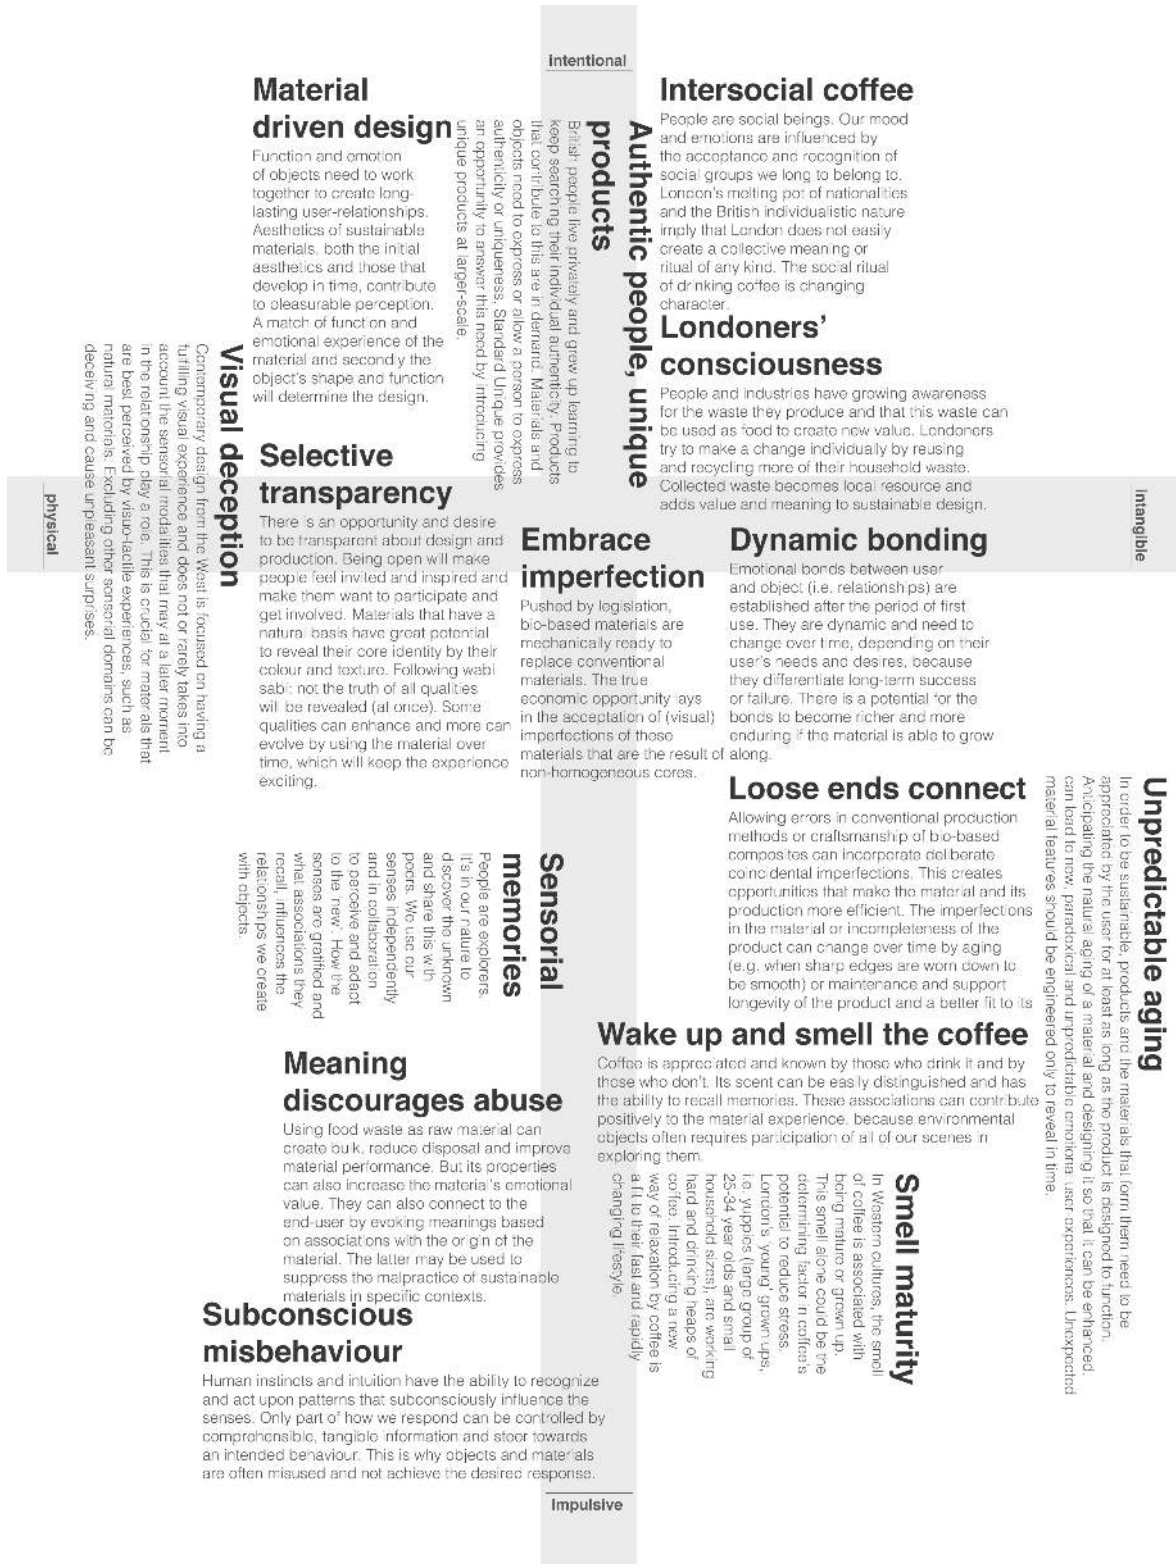 intentional
Material
driven design
Function and emotion
of objects need to work
together to create long-
lasting user-relationships.
Aesthetics of sustainable
materials, both the initial
aesthetics and those that
develop in time, contribute
to pleasurable perception.
A match of function and
emotional experience of the
material and secondly the
object's shape and function
will determine the design.
Authentic people, unique
products
British people live privately and grew up learning to
keep searching their individual authenticity. Products
that contribute to this are in demand. Materials and
objects need to express or allow a person to express
authenticity or uniqueness. Standard Unique provides
an opportunity to answer this need by introducing
unique products at larger-scale.
Intersocial coffee
People are social beings. Our mood
and emotions are influenced by
the acceptance and recognition of
social groups we long to belong to.
London's melting pot of nationalities
and the British individualistic nature
imply that London does not easily
create a collective meaning or
ritual of any kind. The social ritual
of drinking coffee is changing
character.
Londoners'
consciousness
People and industries have growing awareness
for the waste they produce and that this waste can
be used as food to create new value. Londoners
try to make a change individually by reusing
and recycling more of their household waste.
Collected waste becomes local resource and
adds value and meaning to sustainable design.
Visual deception
Contemporary design from the West is focused on having a
fulfilling visual experience and does not or rarely takes into
account the sensorial modalities that may at a later moment
in the relationship play a role. This is crucial for materials that
are best perceived by visuo-tactile experiences, such as
natural materials. Excluding other sensorial domains can be
deceiving and cause unpleasant surprises.
physical
intangible
Selective
transparency
There is an opportunity and desire
to be transparent about design and
production. Being open will make
people feel invited and inspired and
make them want to participate and
get involved. Materials that have a
natural basis have great potential
to reveal their core identity by their
colour and texture. Following wabi
sabi: not the truth of all qualities
will be revealed (at once). Some
qualities can enhance and more can
evolve by using the material over
time, which will keep the experience
exciting.
Embrace
imperfection
Pushed by legislation,
bio-based materials are
mechanically ready to
replace conventional
materials. The true
economic opportunity lays
in the acceptation of (visual)
imperfections of these
materials that are the result of
non-homogeneous cores.
Dynamic bonding
Emotional bonds between user
and object (i.e. relationships) are
established after the period of first
use. They are dynamic and need to
change over time, depending on their
user's needs and desires, because
they differentiate long-term success
or failure. There is a potential for the
bonds to become richer and more
enduring if the material is able to grow
along.
Loose ends connect
Allowing errors in conventional production
methods or craftsmanship of bio-based
composites can incorporate deliberate
coincidental imperfections. This creates
opportunities that make the material and its
production more efficient. The imperfections
in the material or incompleteness of the
product can change over time by aging
(e.g. when sharp edges are worn down to
be smooth) or maintenance and support
longevity of the product and a better fit to its
Unpredictable aging
In order to be sustainable, products and the materials that form them need to be
appreciated by the user for at least as long as the product is designed to function.
Anticipating the natural aging of a material and designing it so that it can be enhanced
can lead to new, paradoxical and unpredictable emotional user experiences. Unexpected
material features should be engineered only to reveal in time.
Sensorial
memories
People are explorers.
It's in our nature to
discover the unknown
and share this with
peers. We use our
senses independently
and in collaboration
to perceive and adapt
to the 'new'. How the
senses are gratified and
what associations they
recall, influences the
relationships we create
with objects.
Wake up and smell the coffee
Coffee is appreciated and known by those who drink it and by
those who don't. Its scent can be easily distinguished and has
the ability to recall memories. These associations can contribute
positively to the material experience, because environmental
objects often requires participation of all of our scenes in
exploring them.
Meaning
discourages abuse
Using food waste as raw material can
create bulk, reduce disposal and improve
material performance. But its properties
can also increase the material's emotional
value. They can also connect to the
end-user by evoking meanings based
on associations with the origin of the
material. The latter may be used to
suppress the malpractice of sustainable
materials in specific contexts.
Smell maturity
In Western cultures, the smell
of coffee is associated with
being mature or grown up.
This smell alone could be the
determining factor in coffee's
potential to reduce stress.
London's 'young' grown ups,
i.e. yuppies (large group of
25-34 year olds and small
household sizes), are working
hard and drinking heaps of
coffee. Introducing a new
way of relaxation by coffee is
a fit to their fast and rapidly
changing lifestyle.
Subconscious
misbehaviour
Human instincts and intuition have the ability to recognize
and act upon patterns that subconsciously influence the
senses. Only part of how we respond can be controlled by
comprehensible, tangible information and steer towards
an intended behaviour. This is why objects and materials
are often misused and not achieve the desired response.
Impulsive